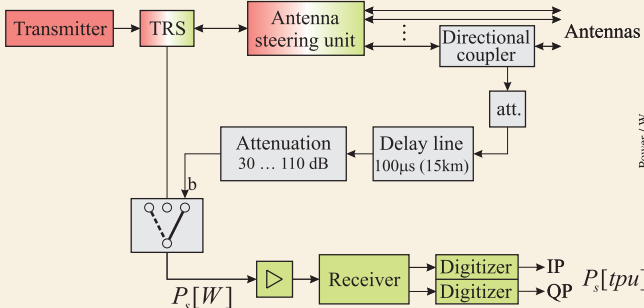 Transmitter
TRS
Antenna
steering unit
Directional
coupler
Antennas
att.
Attenuation
30 ... 110 dB
Delay line
100µs (15km)
Power / W
b
Receiver
Digitizer
IP
Digitizer
QP
Pₛ[W]
Pₛ[tpu]